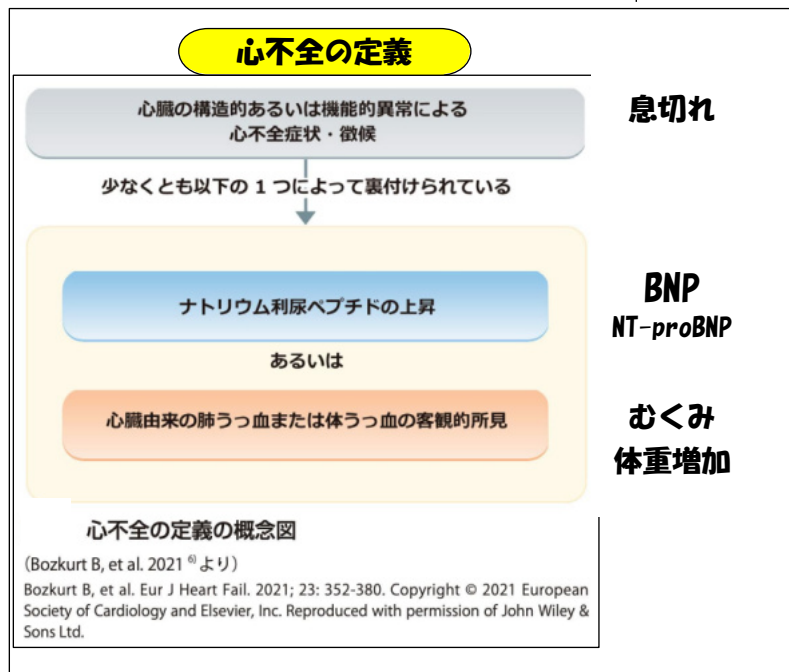 心不全の定義
心臓の構造的あるいは機能的異常による
心不全症状・徴候
息切れ
少なくとも以下の 1 つによって裏付けられている
ナトリウム利尿ペプチドの上昇
BNP
NT-proBNP
あるいは
心臓由来の肺うっ血または体うっ血の客観的所見
むくみ
体重増加
心不全の定義の概念図
(Bozkurt B, et al. 2021 6) より)
Bozkurt B, et al. Eur J Heart Fail. 2021; 23: 352-380. Copyright © 2021 European
Society of Cardiology and Elsevier, Inc. Reproduced with permission of John Wiley &
Sons Ltd.